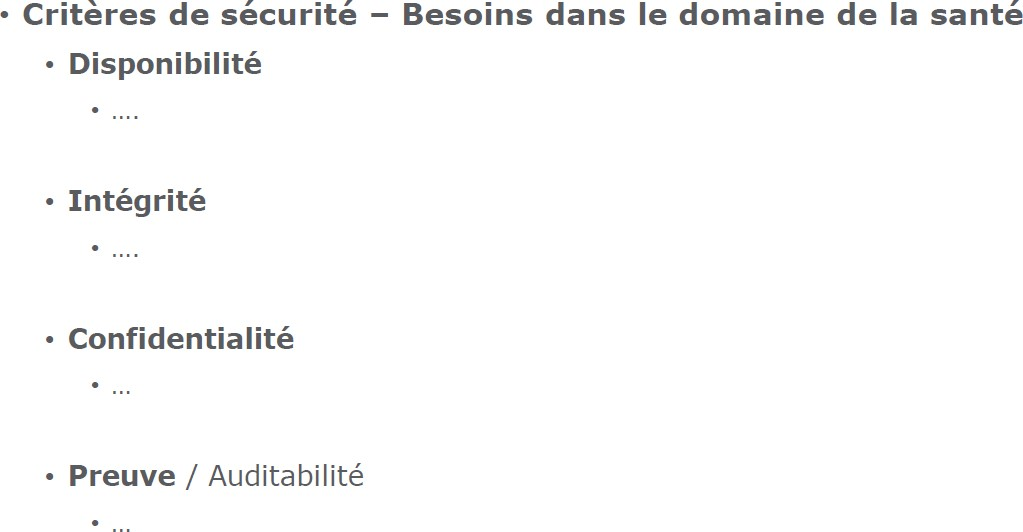 • Critères de sécurité – Besoins dans le domaine de la santé
• Disponibilité
• ….
• Intégrité
• ….
• Confidentialité
• …
• Preuve / Auditabilité
• …